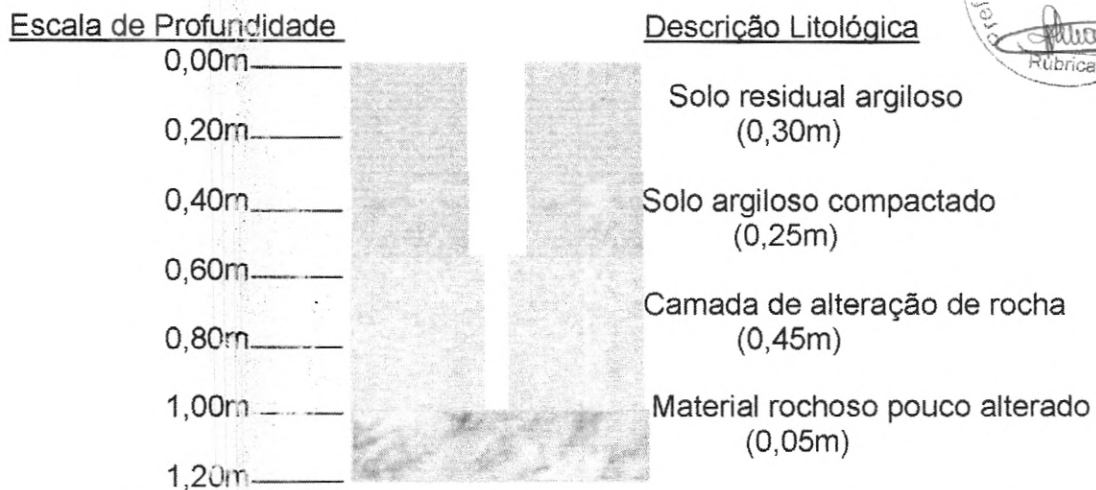 Escala de Profundidade
Descrição Litológica
0,00m
Solo residual argiloso
(0,30m)
0,20m
0,40m
Solo argiloso compactado
(0,25m)
0,60m
Camada de alteração de rocha
(0,45m)
0,80m
1,00m
Material rochoso pouco alterado
(0,05m)
1,20m
Rubrica